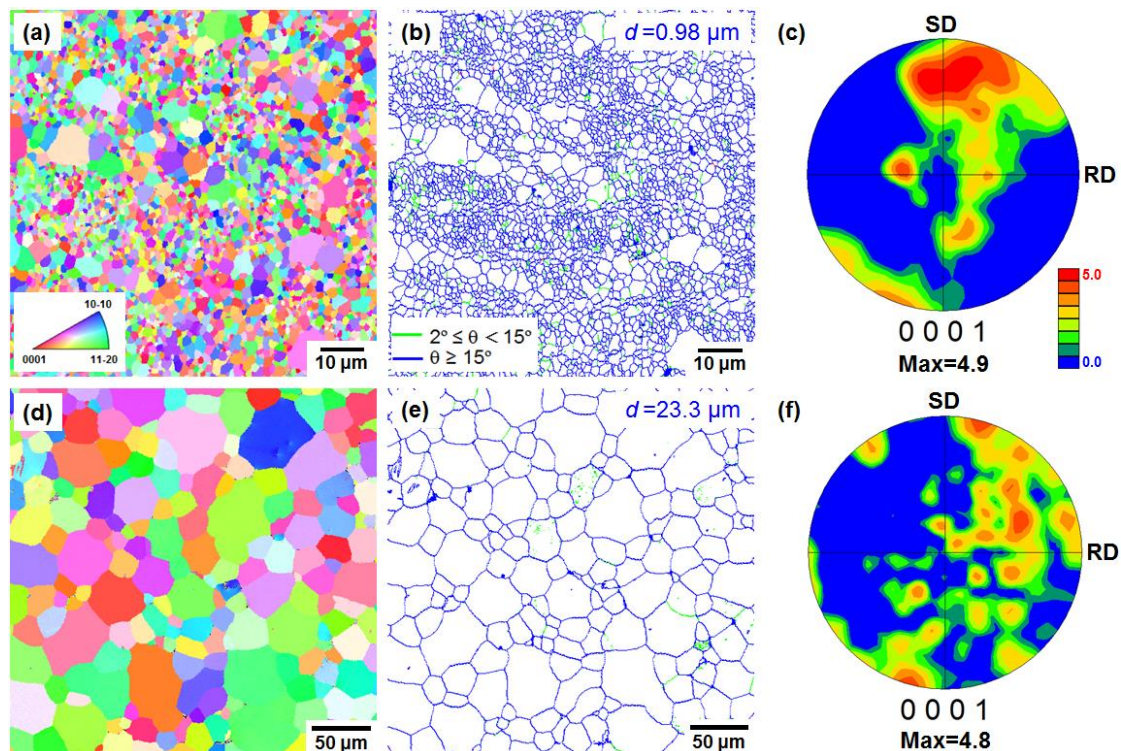 (a)
10-10
0001
11-20
10 µm
(b)
d=0.98 µm
2° ≤ θ < 15°
θ ≥ 15°
10 µm
(c)
SD
RD
0 0 0 1
Max=4.9
5.0
0.0
(d)
50 µm
(e)
d=23.3 µm
50 µm
(f)
SD
RD
0 0 0 1
Max=4.8